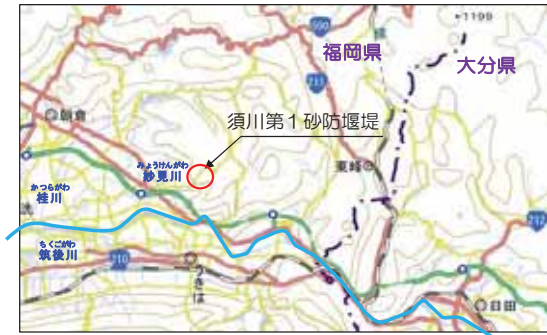 1199
500
福岡県
大分県
211
須川第1砂防堰堤
朝倉
みょうけんがわ
妙見川
東峰
かつらがわ
桂川
212
ちくごがわ
筑後川
210
うきは
日田